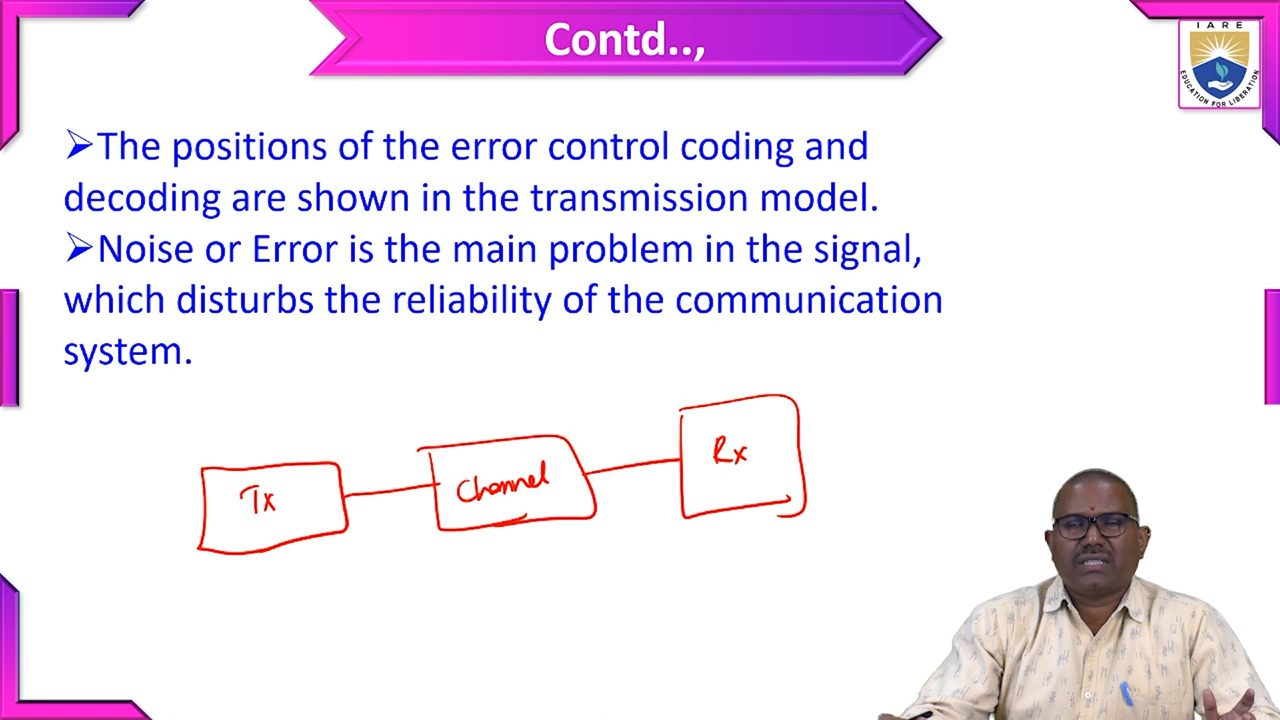 Contd..,
IARE
EDUCATION FOR LIBERATION
➢The positions of the error control coding and
decoding are shown in the transmission model.
➢Noise or Error is the main problem in the signal,
which disturbs the reliability of the communication
system.
Tx
Channel
Rx